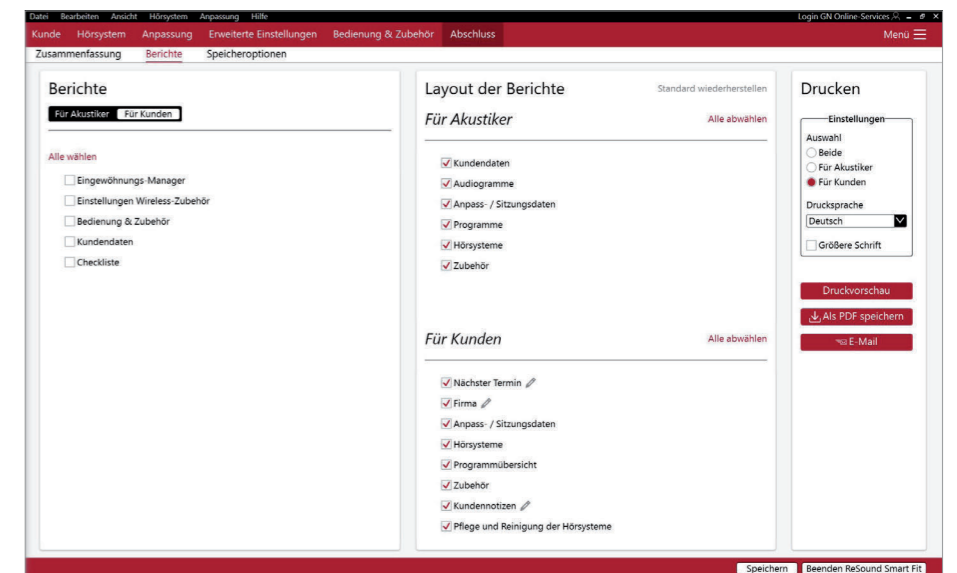 Datei Bearbeiten Ansicht Hörsystem Anpassung Hilfe Login GN Online-Services
Kunde Hörsystem Anpassung Erweiterte Einstellungen Bedienung & Zubehör Abschluss Menü
Zusammenfassung Berichte Speicheroptionen
Berichte
Für Akustiker Für Kunden
Alle wählen
Eingewöhnungs-Manager
Einstellungen Wireless-Zubehör
Bedienung & Zubehör
Kundendaten
Checkliste
Layout der Berichte Standard wiederherstellen
Für Akustiker Alle abwählen
Kundendaten
Audiogramme
Anpass- / Sitzungsdaten
Programme
Hörsysteme
Zubehör
Für Kunden Alle abwählen
Nächster Termin
Firma
Anpass- / Sitzungsdaten
Hörsysteme
Programmübersicht
Zubehör
Kundennotizen
Pflege und Reinigung der Hörsysteme
Drucken
Einstellungen
Auswahl
Beide
Für Akustiker
Für Kunden
Drucksprache
Deutsch
Größere Schrift
Druckvorschau
Als PDF speichern
E-Mail
Speichern Beenden ReSound Smart Fit